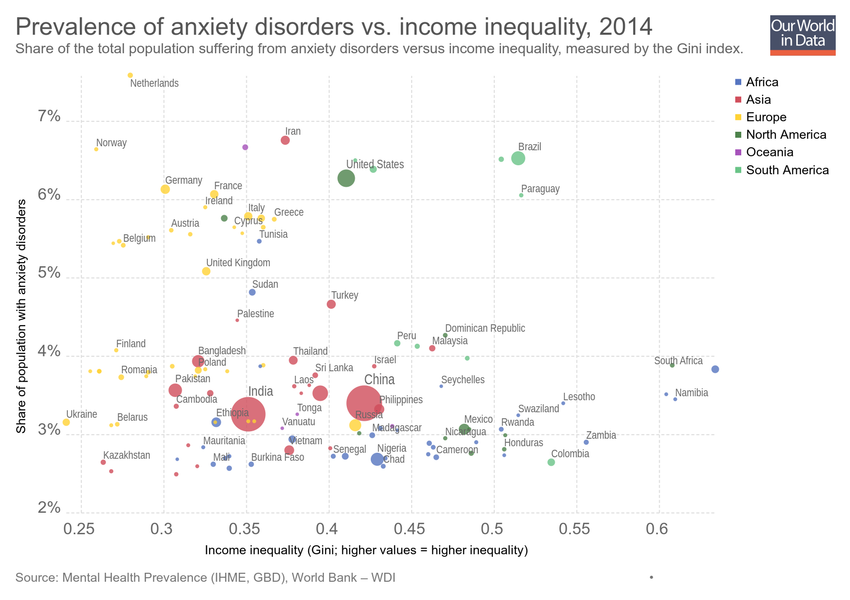 Prevalence of anxiety disorders vs. income inequality, 2014
Share of the total population suffering from anxiety disorders versus income inequality, measured by the Gini index.
Our World
in Data
Africa
Asia
Europe
North America
Oceania
South America
Share of population with anxiety disorders
7%
6%
5%
4%
3%
2%
Netherlands
Norway
Iran
Brazil
United States
Germany
France
Paraguay
Ireland
Italy
Greece
Austria
Cyprus
Belgium
Tunisia
United Kingdom
Sudan
Turkey
Palestine
Dominican Republic
Peru
Malaysia
Finland
Bangladesh
Thailand
Poland
Israel
South Africa
Romania
Sri Lanka
Pakistan
Laos
China
Seychelles
India
Cambodia
Philippines
Lesotho
Namibia
Ukraine
Belarus
Ethiopia
Tonga
Russia
Swaziland
Vanuatu
Madagascar
Mexico
Rwanda
Nicaragua
Mauritania
Vietnam
Honduras
Zambia
Kazakhstan
Mali
Burkina Faso
Senegal
Nigeria
Cameroon
Chad
Colombia
0.25
0.3
0.35
0.4
0.45
0.5
0.55
0.6
Income inequality (Gini; higher values = higher inequality)
Source: Mental Health Prevalence (IHME, GBD), World Bank – WDI